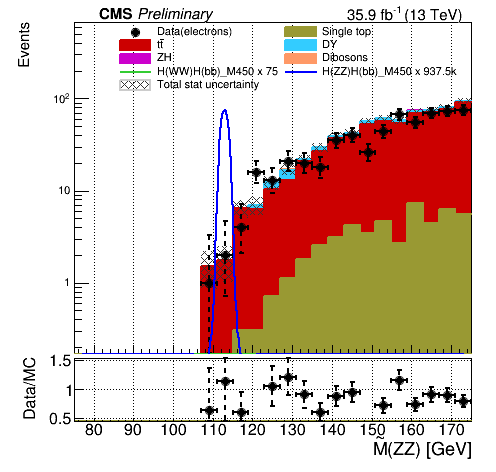 CMS Preliminary 35.9 fb⁻¹ (13 TeV)
Data(electrons) Single top
tt̄ DY
ZH Dibosons
H(WW)H(bb)_M450 x 75 H(ZZ)H(bb)_M450 x 937.5k
Total stat uncertainty
Events
10²
10
1
Data/MC
1.5
1
0.5
80 90 100 110 120 130 140 150 160 170
M̃(ZZ) [GeV]